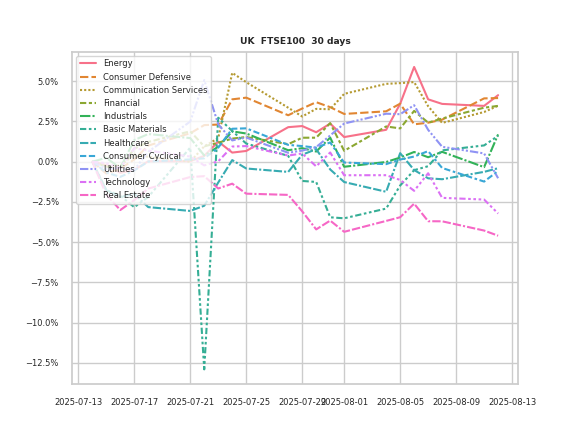 UK  FTSE100  30 days
Energy
Consumer Defensive
Communication Services
Financial
Industrials
Basic Materials
Healthcare
Consumer Cyclical
Utilities
Technology
Real Estate
5.0%
2.5%
0.0%
−2.5%
−5.0%
−7.5%
−10.0%
−12.5%
2025-07-13 2025-07-17 2025-07-21 2025-07-25 2025-07-29 2025-08-01 2025-08-05 2025-08-09 2025-08-13